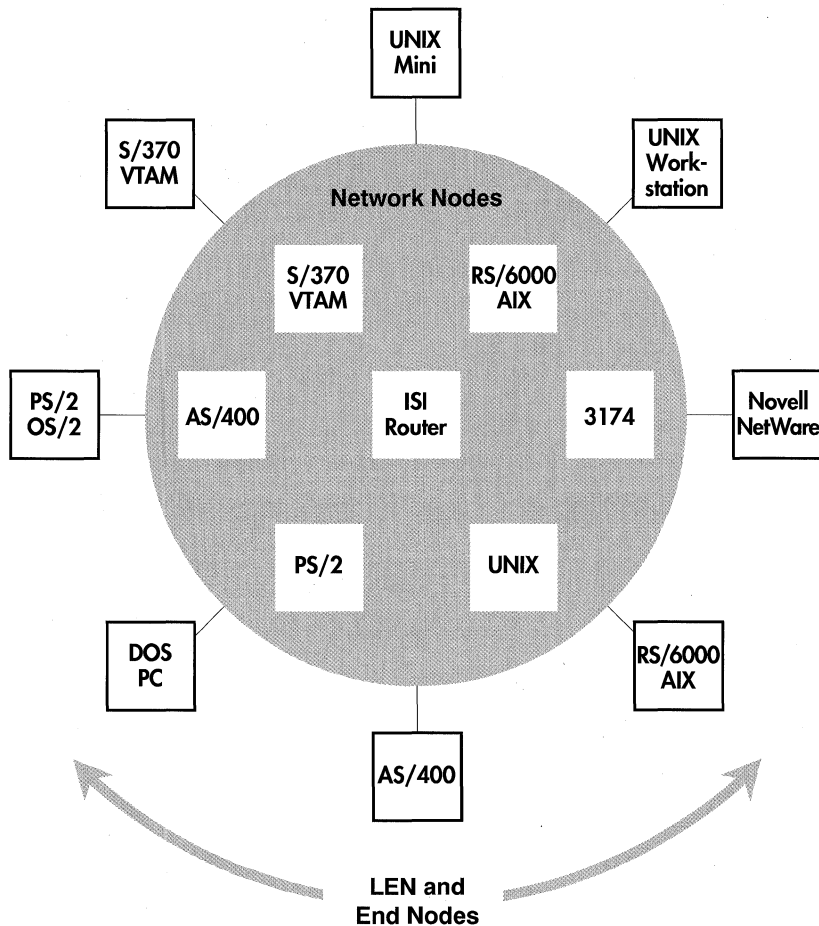 UNIX
Mini
S/370
VTAM
UNIX
Work-
station
Network Nodes
S/370
VTAM
RS/6000
AIX
PS/2
OS/2
AS/400
ISI
Router
3174
Novell
NetWare
PS/2
UNIX
DOS
PC
RS/6000
AIX
AS/400
LEN and
End Nodes